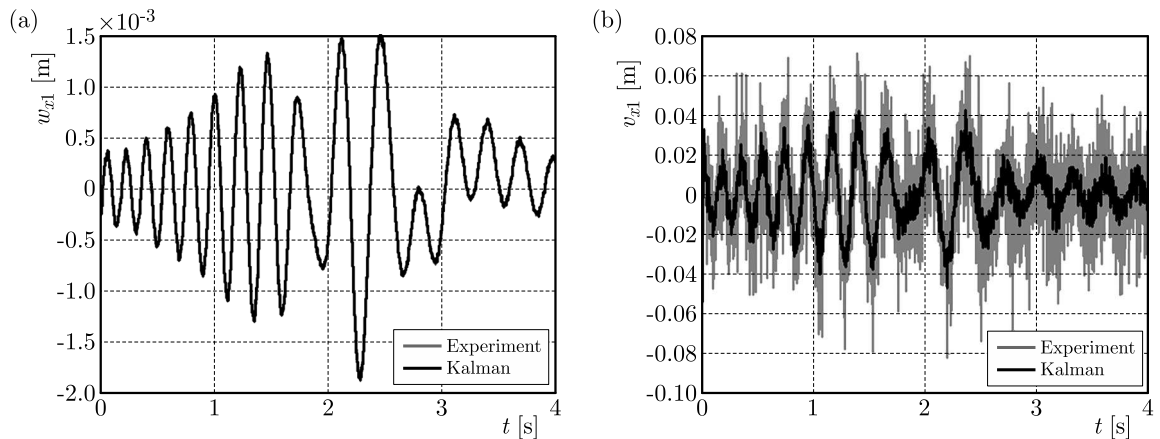 (a)
×10⁻³
1.5
1.0
0.5
0
-0.5
-1.0
-1.5
-2.0
w_x1 [m]
Experiment
Kalman
0 1 2 3 4
t [s]
(b)
0.08
0.06
0.04
0.02
0
-0.02
-0.04
-0.06
-0.08
-0.10
v_x1 [m]
Experiment
Kalman
0 1 2 3 4
t [s]